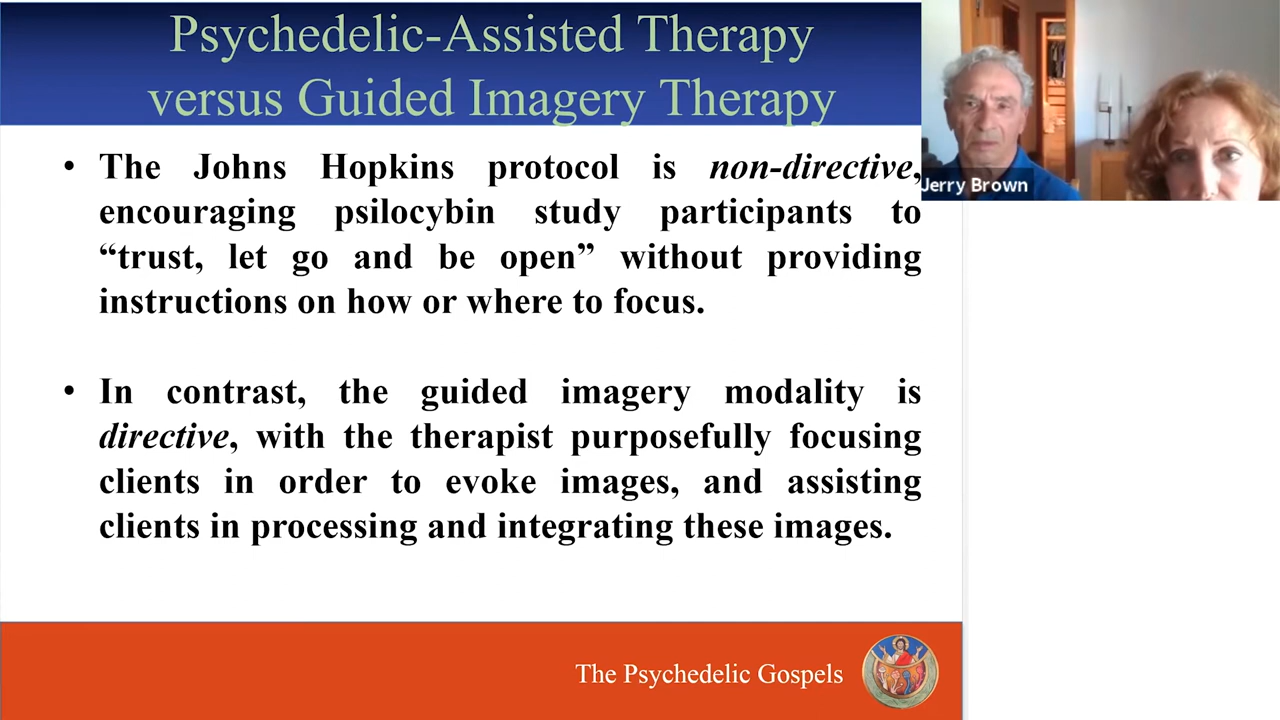 Psychedelic-Assisted Therapy
versus Guided Imagery Therapy
• The Johns Hopkins protocol is non-directive,
encouraging psilocybin study participants to
“trust, let go and be open” without providing
instructions on how or where to focus.
• In contrast, the guided imagery modality is
directive, with the therapist purposefully focusing
clients in order to evoke images, and assisting
clients in processing and integrating these images.
Jerry Brown
The Psychedelic Gospels